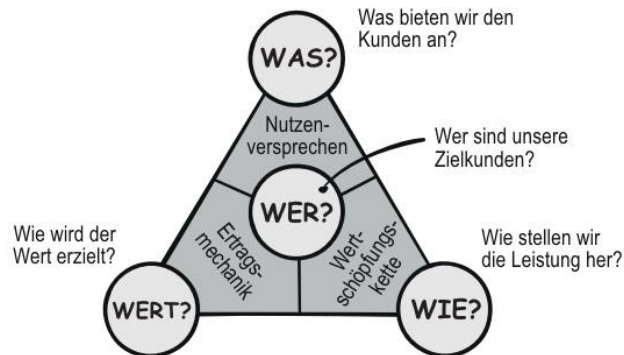 Was bieten wir den
Kunden an?
WAS?
Nutzen-
versprechen
Wer sind unsere
Zielkunden?
WER?
Wie wird der
Wert erzielt?
Ertrags-
mechanik
Wert-
schöpfungs-
kette
Wie stellen wir
die Leistung her?
WERT?
WIE?